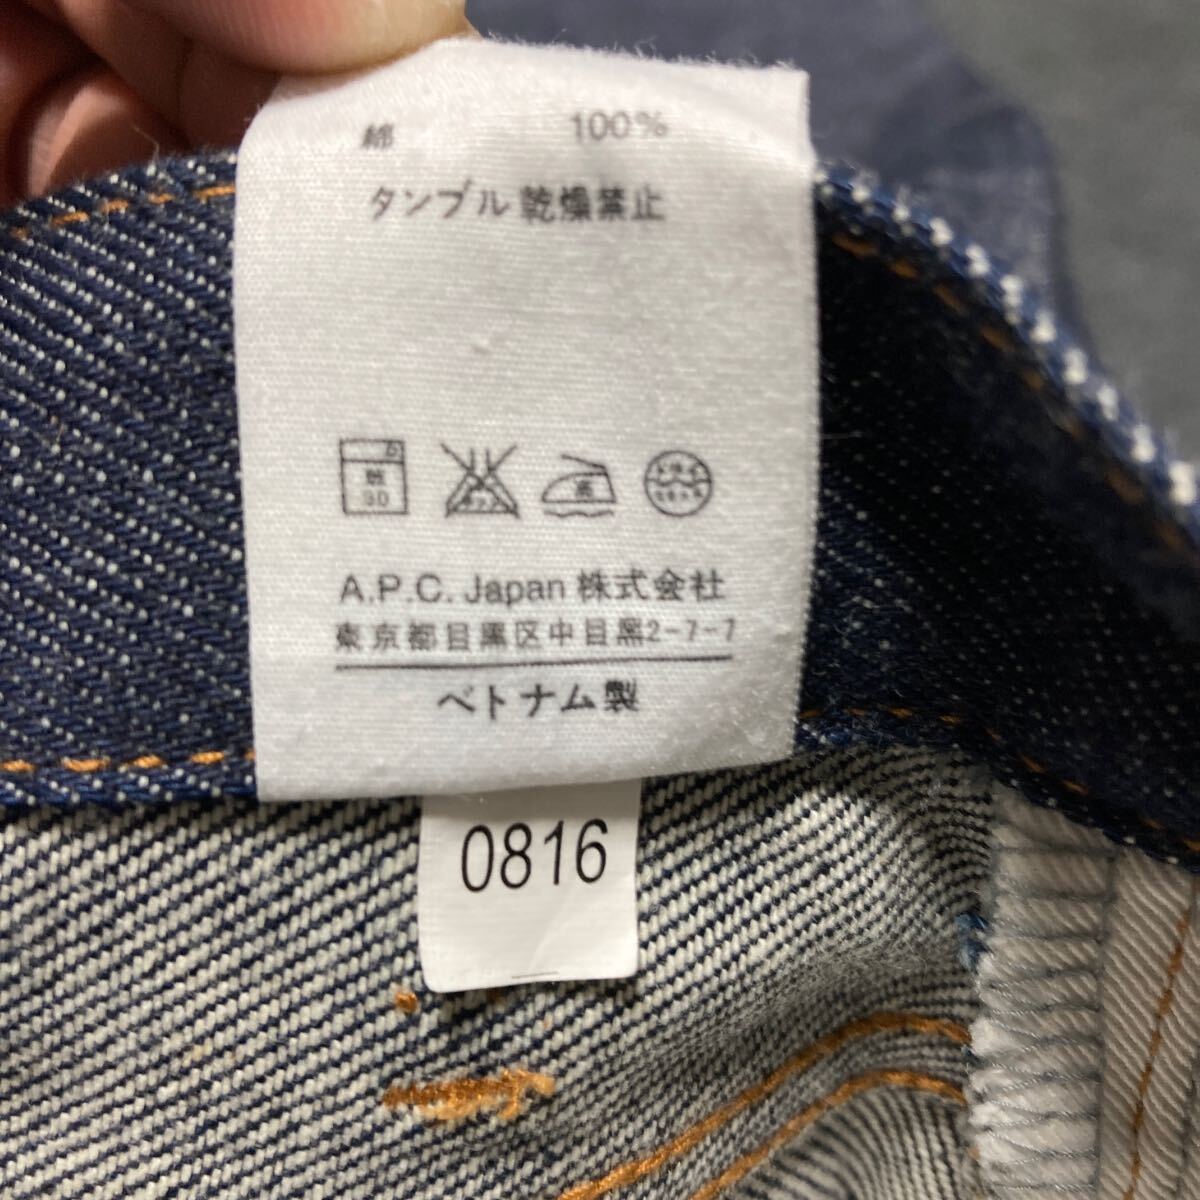 綿 100%
タンブル乾燥禁止
A.P.C. Japan 株式会社
東京都目黒区中目黒2-7-7
ベトナム製
0816